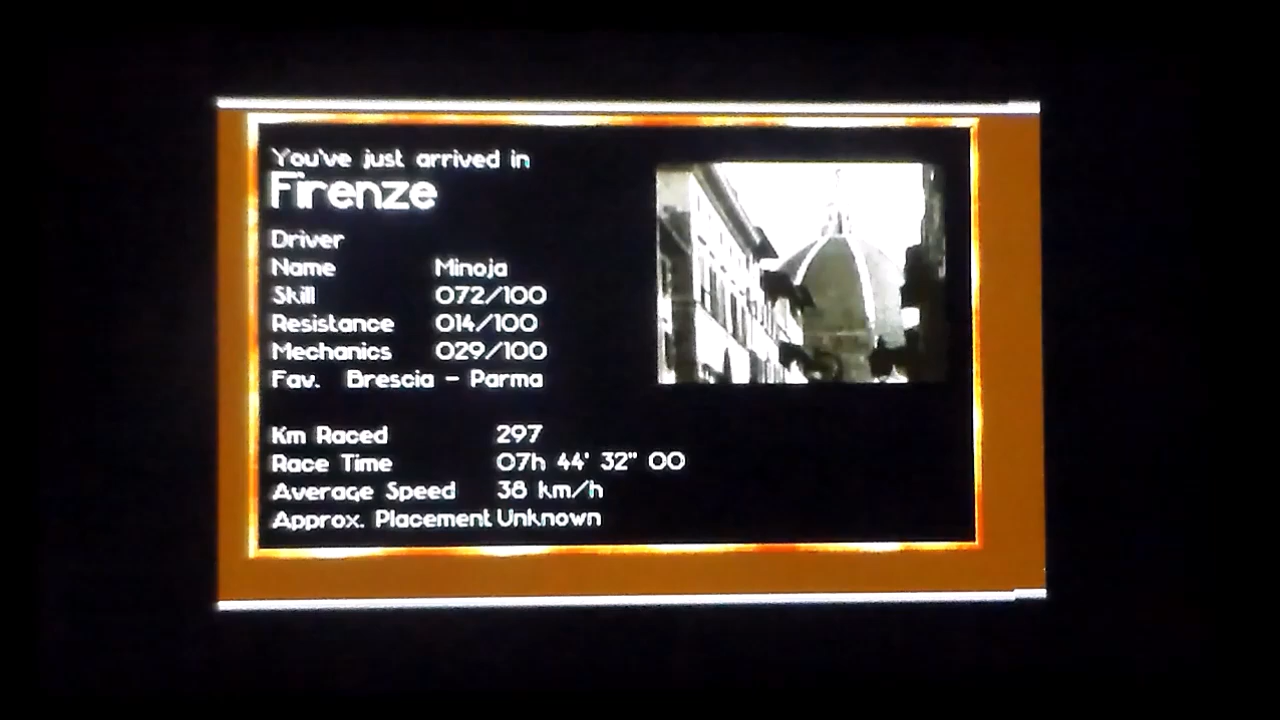 You've just arrived in
Firenze
Driver
Name Minoja
Skill 072/100
Resistance 014/100
Mechanics 029/100
Fav. Brescia - Parma
Km Raced 297
Race Time 07h 44' 32" 00
Average Speed 38 km/h
Approx. Placement Unknown